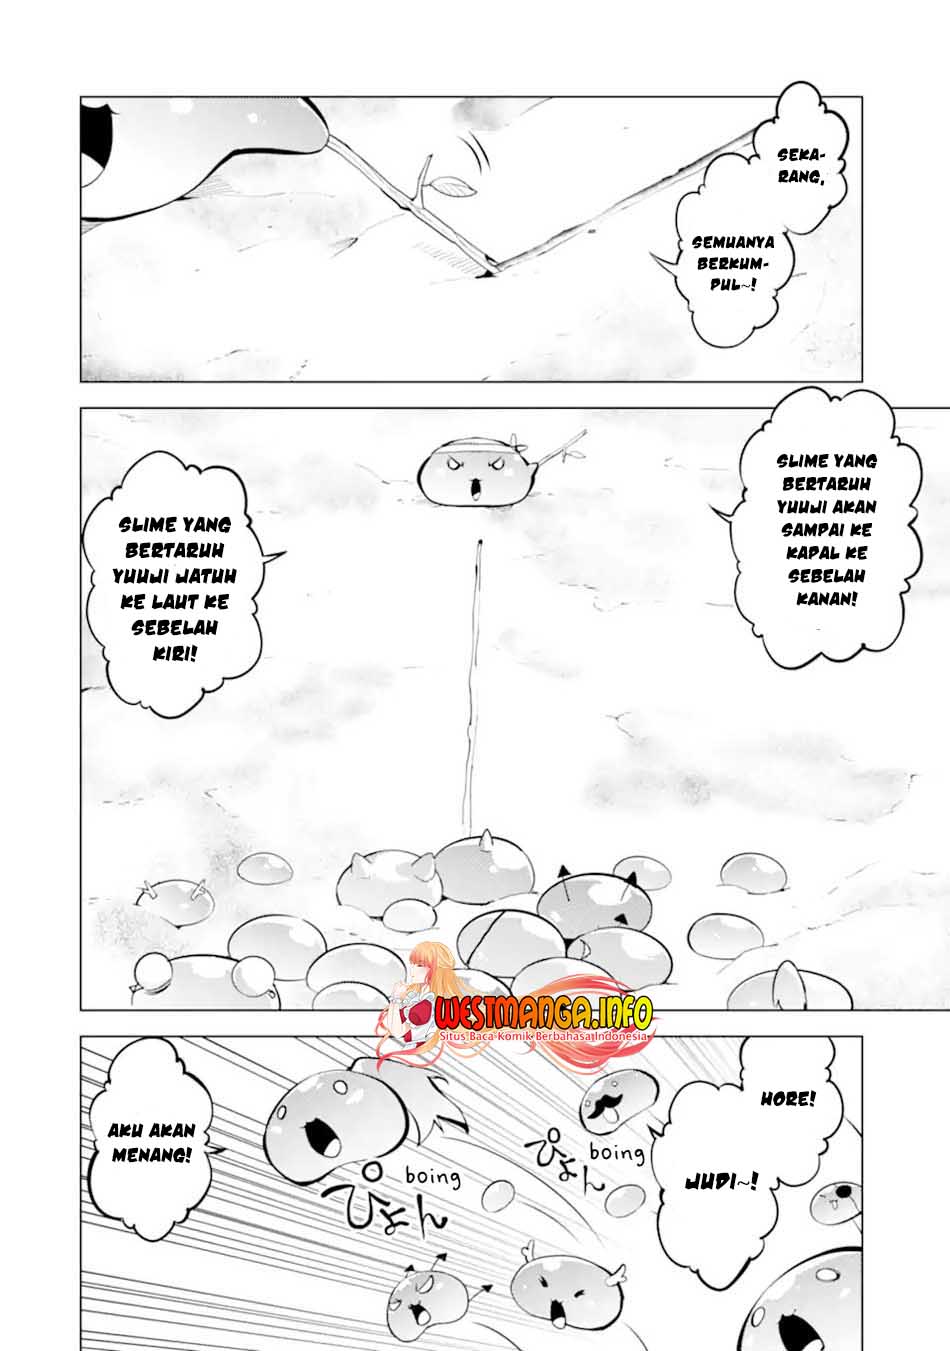 SEKA-
RANG,
SEMUANYA
BERKUM-
PUL~!
SLIME YANG
BERTARUH
YUUJI AKAN
SAMPAI KE
KAPAL KE
SEBELAH
KANAN!
SLIME YANG
BERTARUH
YUUJI JATUH
KE LAUT KE
SEBELAH
KIRI!
WESTMANGA.INFO
Situs Baca Komik Berbahasa Indonesia
HORE!
JUDI~!
ぴょん
boing
ぴょん
boing
AKU AKAN
MENANG!